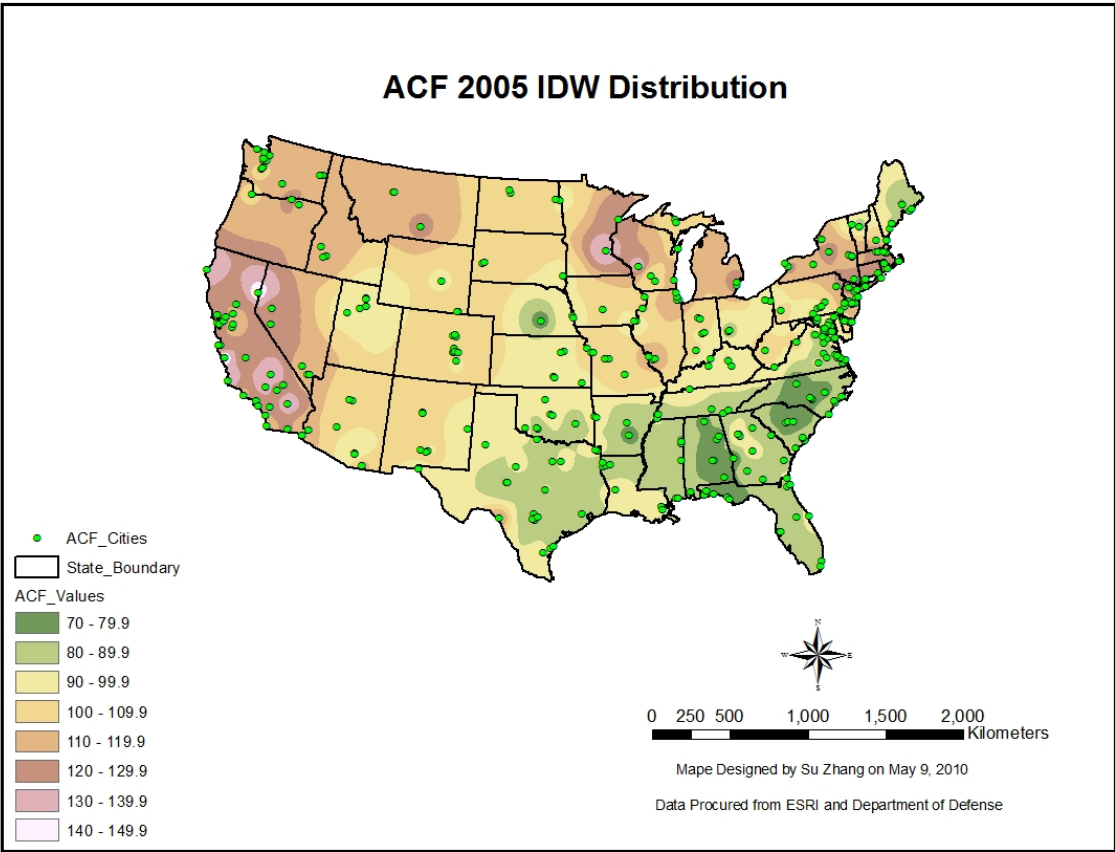 ACF 2005 IDW Distribution
ACF_Cities
State_Boundary
ACF_Values
70 - 79.9
80 - 89.9
90 - 99.9
100 - 109.9
110 - 119.9
120 - 129.9
130 - 139.9
140 - 149.9
N
W E
S
0 250 500 1,000 1,500 2,000
Kilometers
Mape Designed by Su Zhang on May 9, 2010
Data Procured from ESRI and Department of Defense